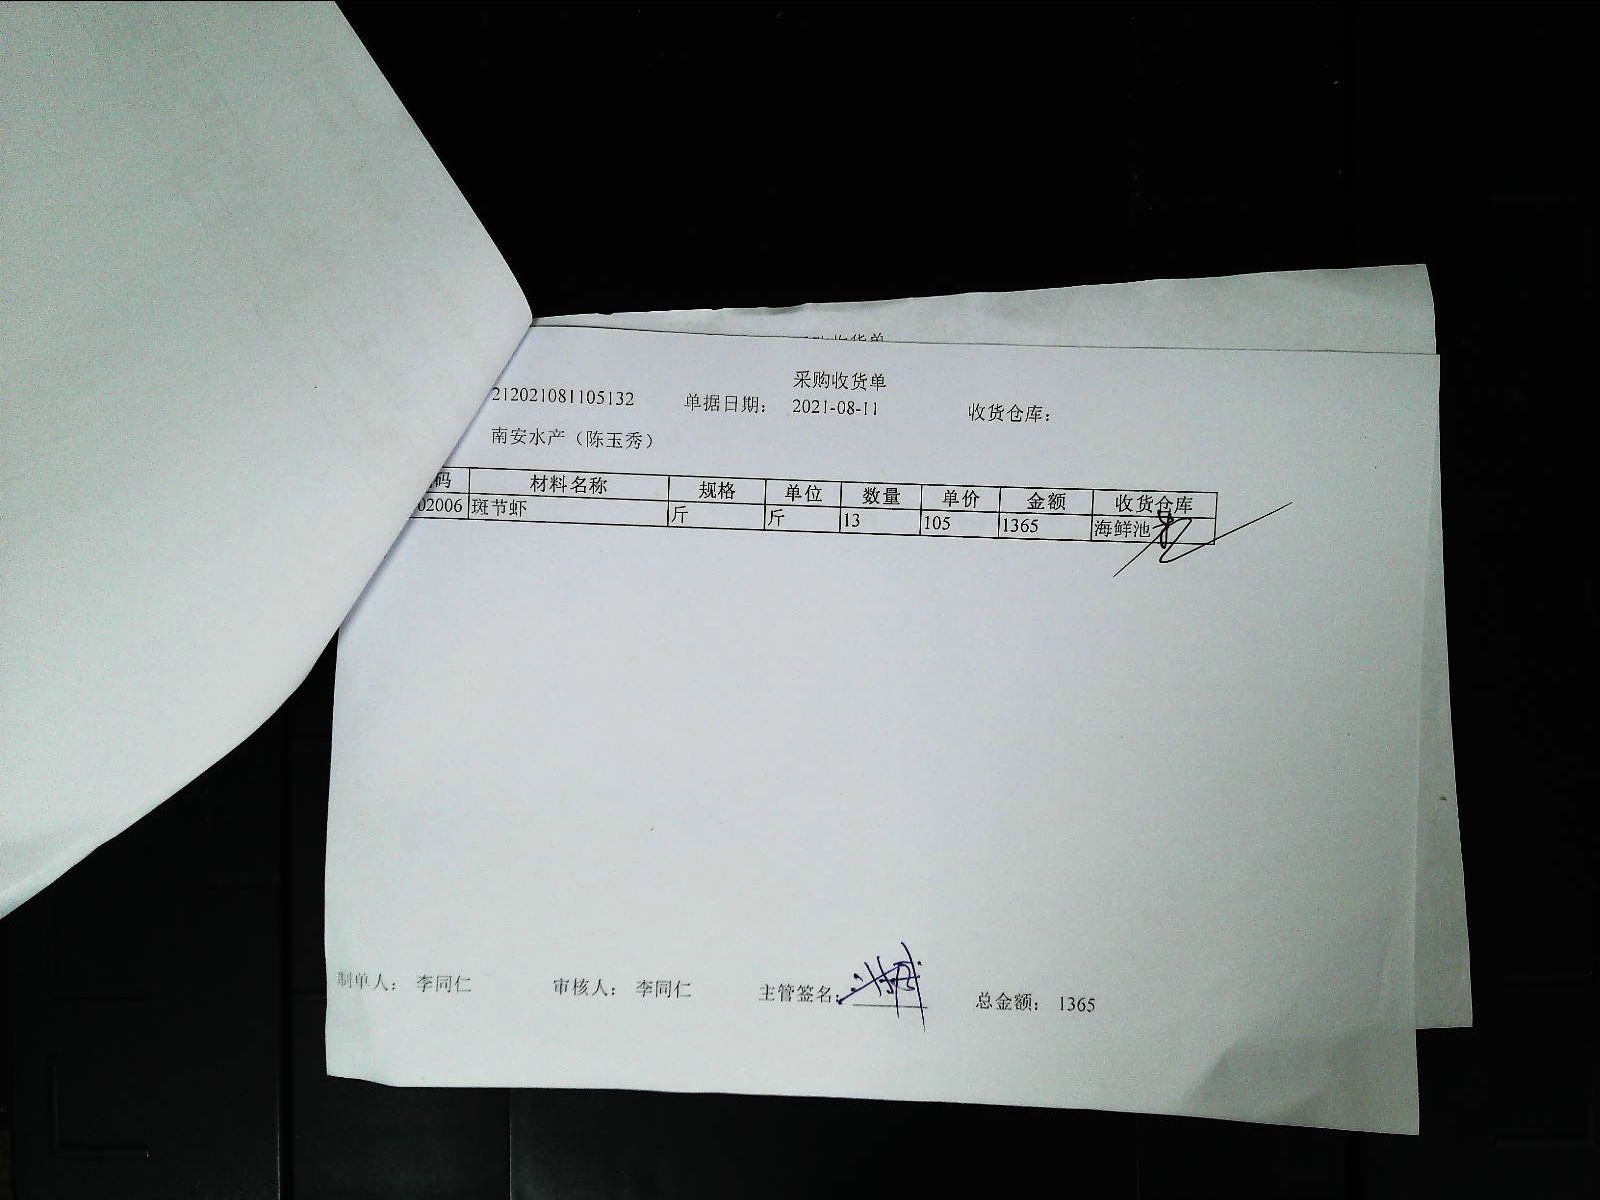 采购收货单
212021081105132 单据日期： 2021-08-11 收货仓库：
南安水产（陈玉秀）
码 材料名称 规格 单位 数量 单价 金额 收货仓库
02006 斑节虾 斤 斤 13 105 1365 海鲜池
制单人： 李同仁 审核人： 李同仁 主管签名： 总金额： 1365